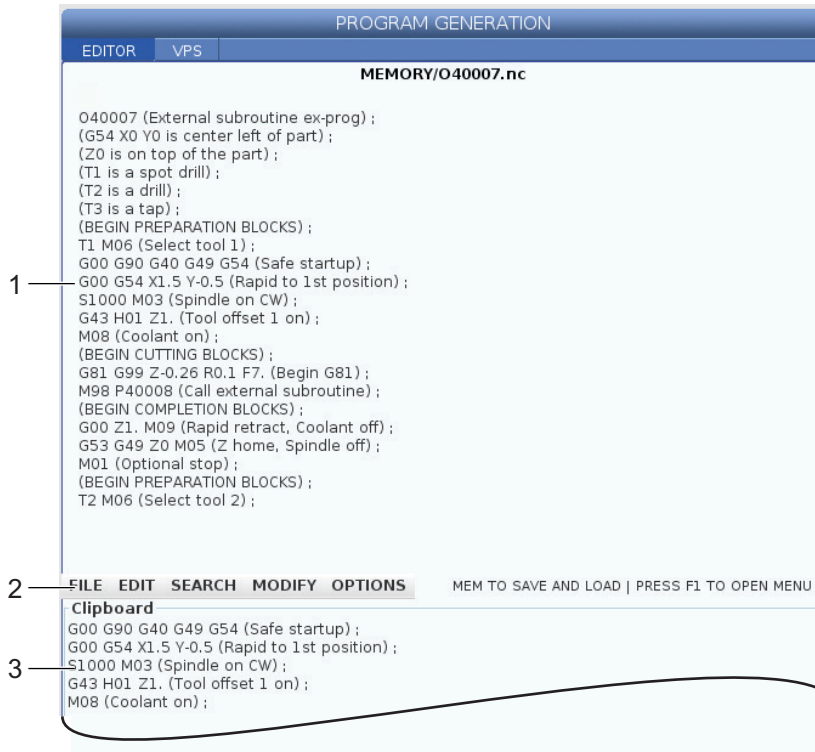 PROGRAM GENERATION
EDITOR VPS
MEMORY/O40007.nc
O40007 (External subroutine ex-prog) ;
(G54 X0 Y0 is center left of part) ;
(Z0 is on top of the part) ;
(T1 is a spot drill) ;
(T2 is a drill) ;
(T3 is a tap) ;
(BEGIN PREPARATION BLOCKS) ;
T1 M06 (Select tool 1) ;
G00 G90 G40 G49 G54 (Safe startup) ;
1 G00 G54 X1.5 Y-0.5 (Rapid to 1st position) ;
S1000 M03 (Spindle on CW) ;
G43 H01 Z1. (Tool offset 1 on) ;
M08 (Coolant on) ;
(BEGIN CUTTING BLOCKS) ;
G81 G99 Z-0.26 R0.1 F7. (Begin G81) ;
M98 P40008 (Call external subroutine) ;
(BEGIN COMPLETION BLOCKS) ;
G00 Z1. M09 (Rapid retract, Coolant off) ;
G53 G49 Z0 M05 (Z home, Spindle off) ;
M01 (Optional stop) ;
(BEGIN PREPARATION BLOCKS) ;
T2 M06 (Select tool 2) ;
2 FILE EDIT SEARCH MODIFY OPTIONS MEM TO SAVE AND LOAD | PRESS F1 TO OPEN MENU
Clipboard
G00 G90 G40 G49 G54 (Safe startup) ;
G00 G54 X1.5 Y-0.5 (Rapid to 1st position) ;
3 S1000 M03 (Spindle on CW) ;
G43 H01 Z1. (Tool offset 1 on) ;
M08 (Coolant on) ;